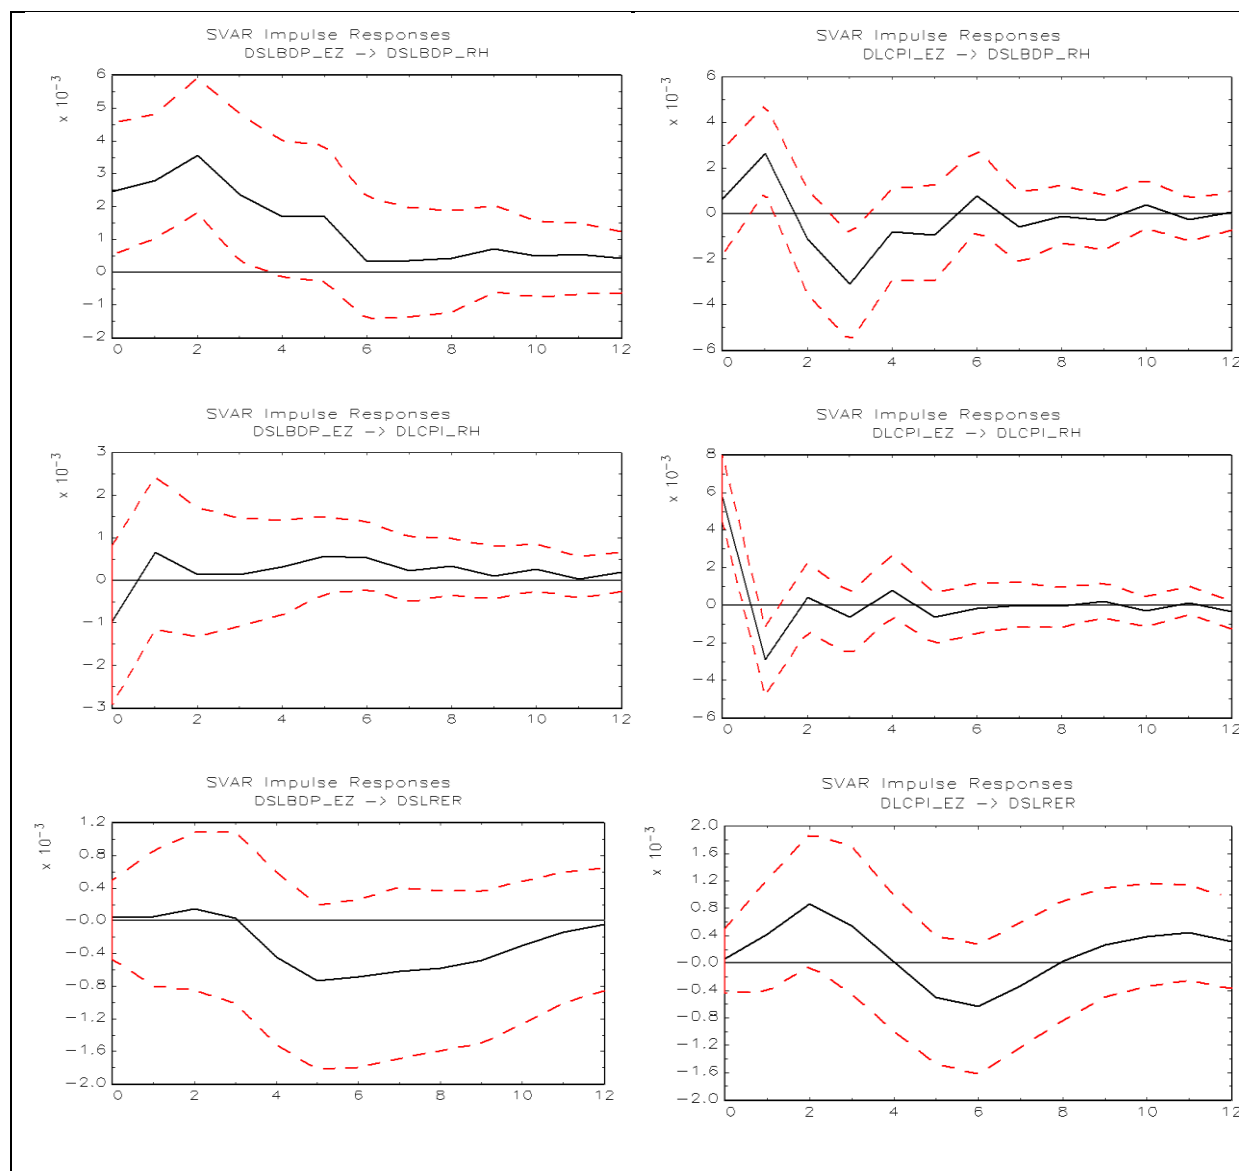 SVAR Impulse Responses
DSLBDP_EZ -> DSLBDP_RH
x 10-3
6
5
4
3
2
1
0
-1
-2
0 2 4 6 8 10 12
SVAR Impulse Responses
DLCPI_EZ -> DSLBDP_RH
x 10-3
6
4
2
0
-2
-4
-6
0 2 4 6 8 10 12
SVAR Impulse Responses
DSLBDP_EZ -> DLCPI_RH
x 10-3
3
2
1
0
-1
-2
-3
0 2 4 6 8 10 12
SVAR Impulse Responses
DLCPI_EZ -> DLCPI_RH
x 10-3
8
6
4
2
0
-2
-4
-6
0 2 4 6 8 10 12
SVAR Impulse Responses
DSLBDP_EZ -> DSLRER
x 10-3
1.2
0.8
0.4
-0.0
-0.4
-0.8
-1.2
-1.6
-2.0
0 2 4 6 8 10 12
SVAR Impulse Responses
DLCPI_EZ -> DSLRER
x 10-3
2.0
1.6
1.2
0.8
0.4
-0.0
-0.4
-0.8
-1.2
-1.6
-2.0
0 2 4 6 8 10 12